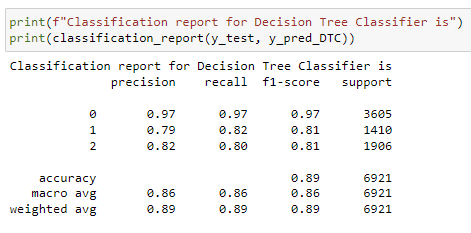 print(f"Classification report for Decision Tree Classifier is")
print(classification_report(y_test, y_pred_DTC))
Classification report for Decision Tree Classifier is
precision recall f1-score support
0 0.97 0.97 0.97 3605
1 0.79 0.82 0.81 1410
2 0.82 0.80 0.81 1906
accuracy 0.89 6921
macro avg 0.86 0.86 0.86 6921
weighted avg 0.89 0.89 0.89 6921